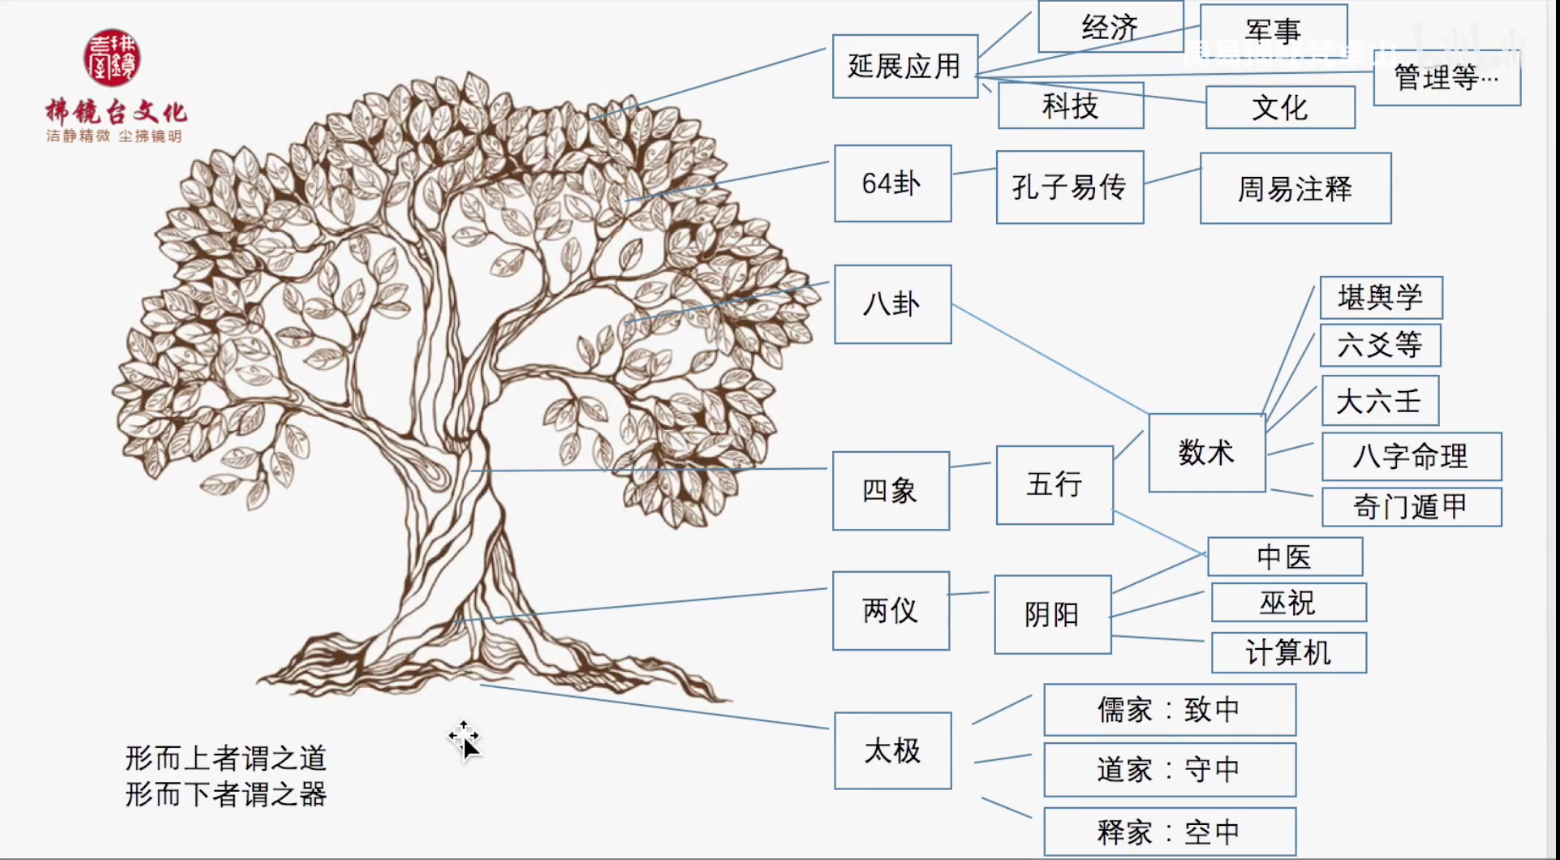 拂镜台
拂镜台文化
洁静精微 尘拂镜明
延展应用
经济
军事
管理等...
科技
文化
64卦
孔子易传
周易注释
八卦
堪舆学
六爻等
大六壬
数术
八字命理
奇门遁甲
四象
五行
中医
两仪
阴阳
巫祝
计算机
太极
儒家：致中
道家：守中
释家：空中
形而上者谓之道
形而下者谓之器